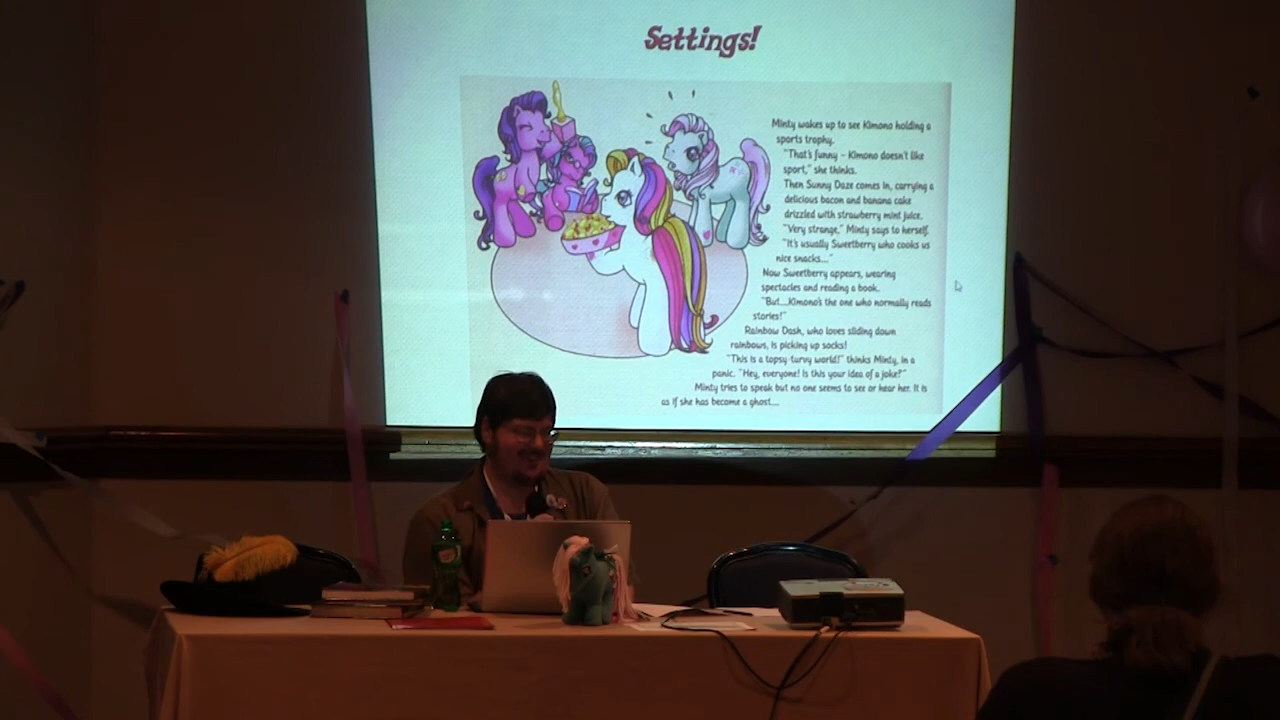 Settings!
Minty wakes up to see Kimono holding a
sports trophy.
"That's funny – Kimono doesn't like
sport," she thinks.
Then Sunny Daze comes in, carrying a
delicious bacon and banana cake
drizzled with strawberry mint juice.
"Very strange," Minty says to herself.
"It's usually Sweetberry who cooks us
nice snacks...."
Now Sweetberry appears, wearing
spectacles and reading a book.
"But....Kimono's the one who normally reads
stories!"
Rainbow Dash, who loves sliding down
rainbows, is picking up socks!
"This is a topsy-turvy world!" thinks Minty, in a
panic. "Hey, everyone! Is this your idea of a joke?"
Minty tries to speak but no one seems to see or hear her. It is
as if she has become a ghost....